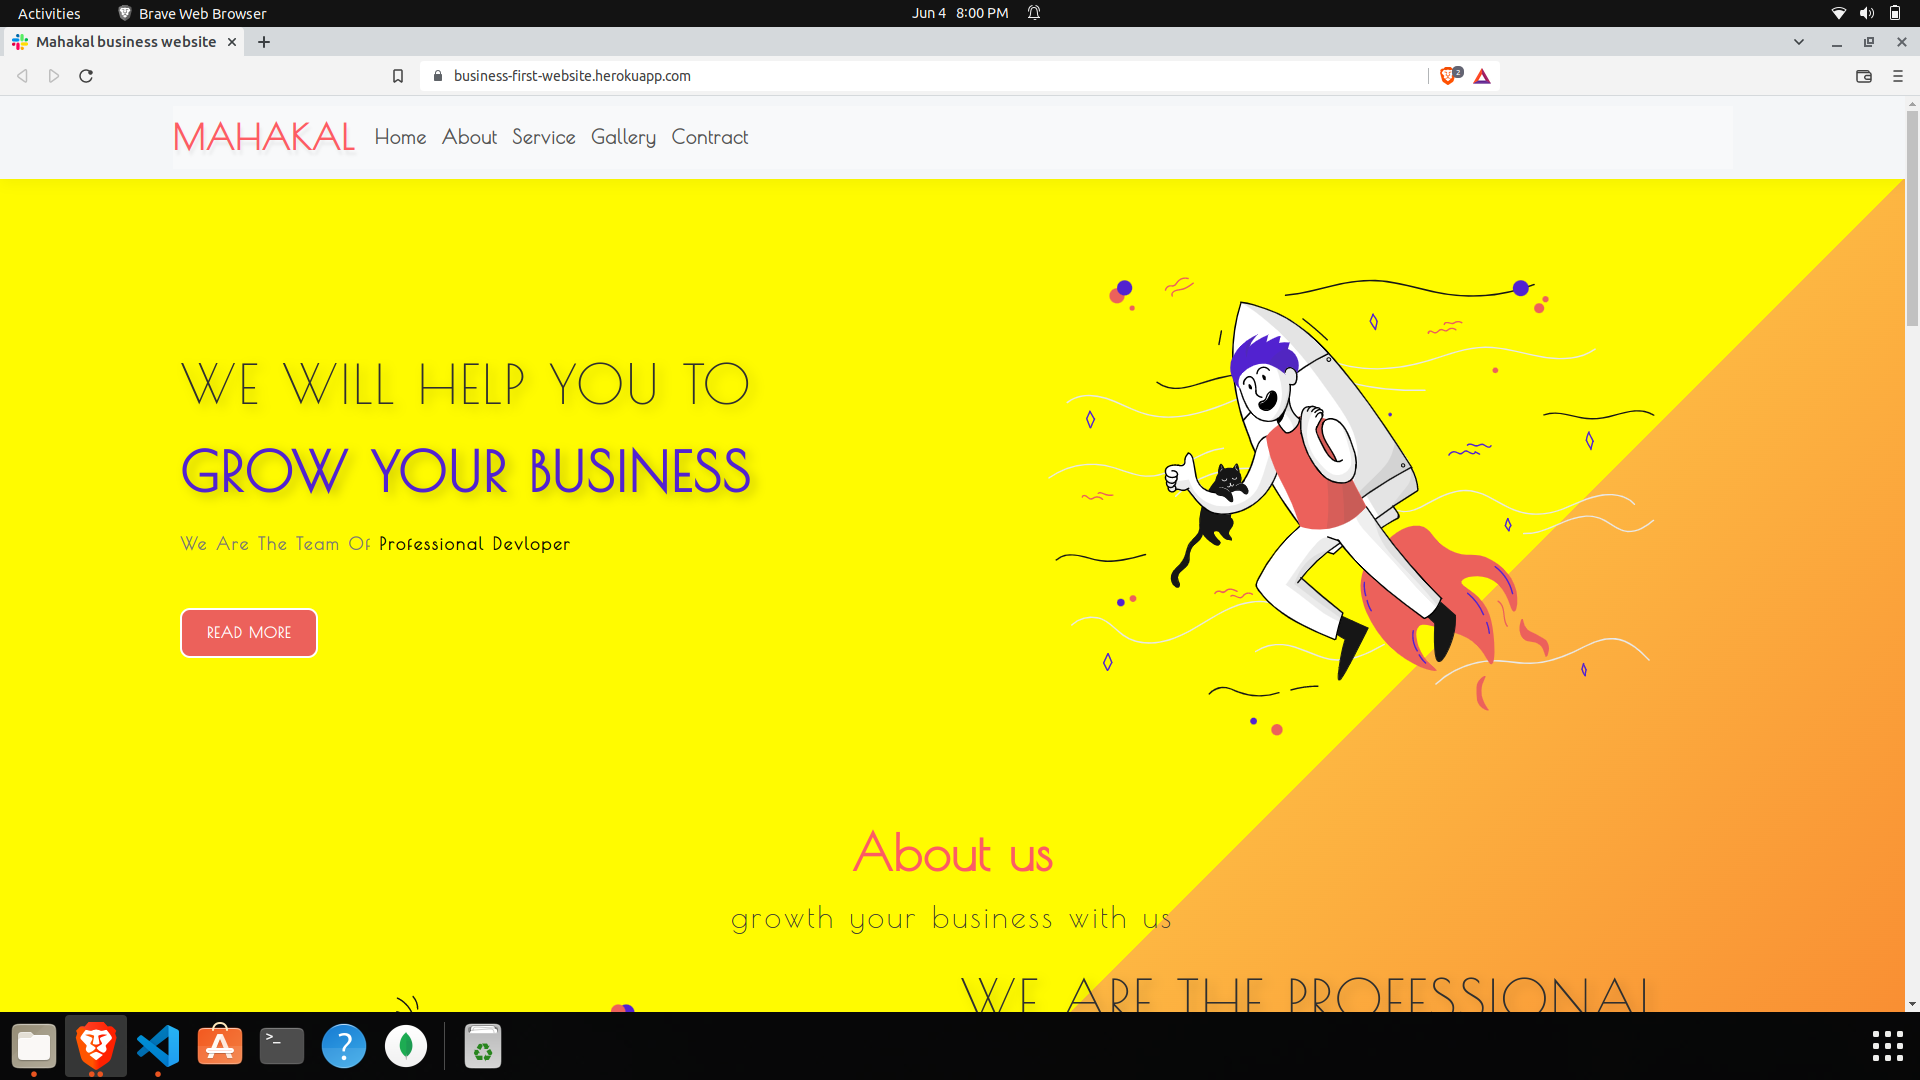 Activities Brave Web Browser Jun 4 8:00 PM
Mahakal business website
business-first-website.herokuapp.com 2
MAHAKAL Home About Service Gallery Contract
WE WILL HELP YOU TO
GROW YOUR BUSINESS
We Are The Team Of Professional Devloper
READ MORE
About us
growth your business with us
WE ARE THE PROFESSIONAL
>_ ?